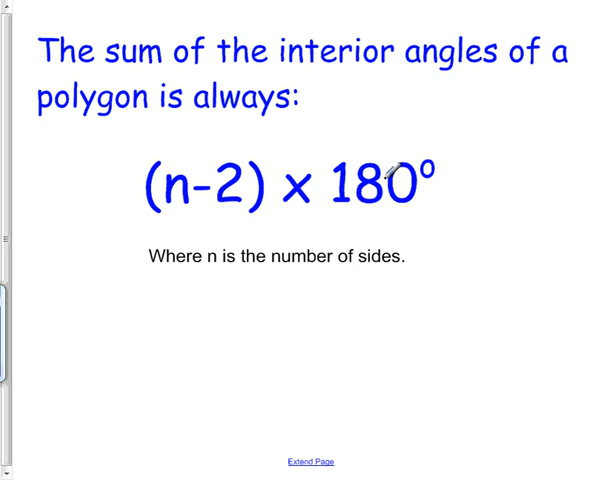 The sum of the interior angles of a
polygon is always:
(n-2) x 180°
Where n is the number of sides.
Extend Page